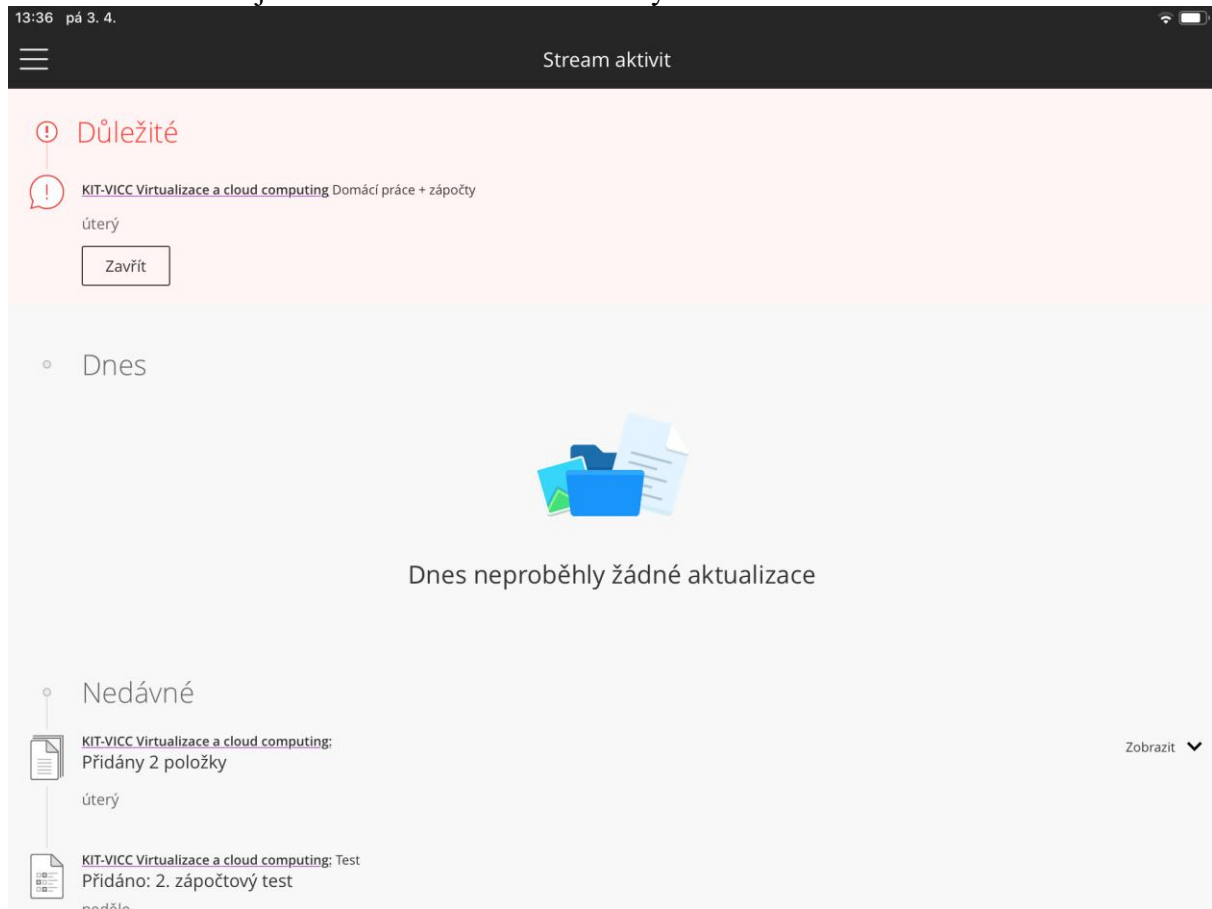 13:36 pá 3. 4.
Stream aktivit
Důležité
KIT-VICC Virtualizace a cloud computing Domácí práce + zápočty
úterý
Zavřít
Dnes
Dnes neproběhly žádné aktualizace
Nedávné
KIT-VICC Virtualizace a cloud computing:
Zobrazit
Přidány 2 položky
úterý
KIT-VICC Virtualizace a cloud computing: Test
Přidáno: 2. zápočtový test